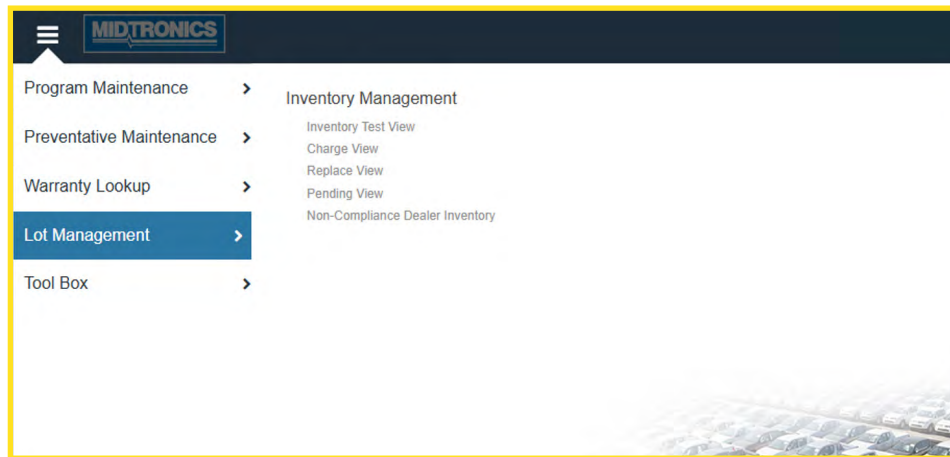 MIDTRONICS
Program Maintenance
Preventative Maintenance
Warranty Lookup
Lot Management
Tool Box
Inventory Management
Inventory Test View
Charge View
Replace View
Pending View
Non-Compliance Dealer Inventory